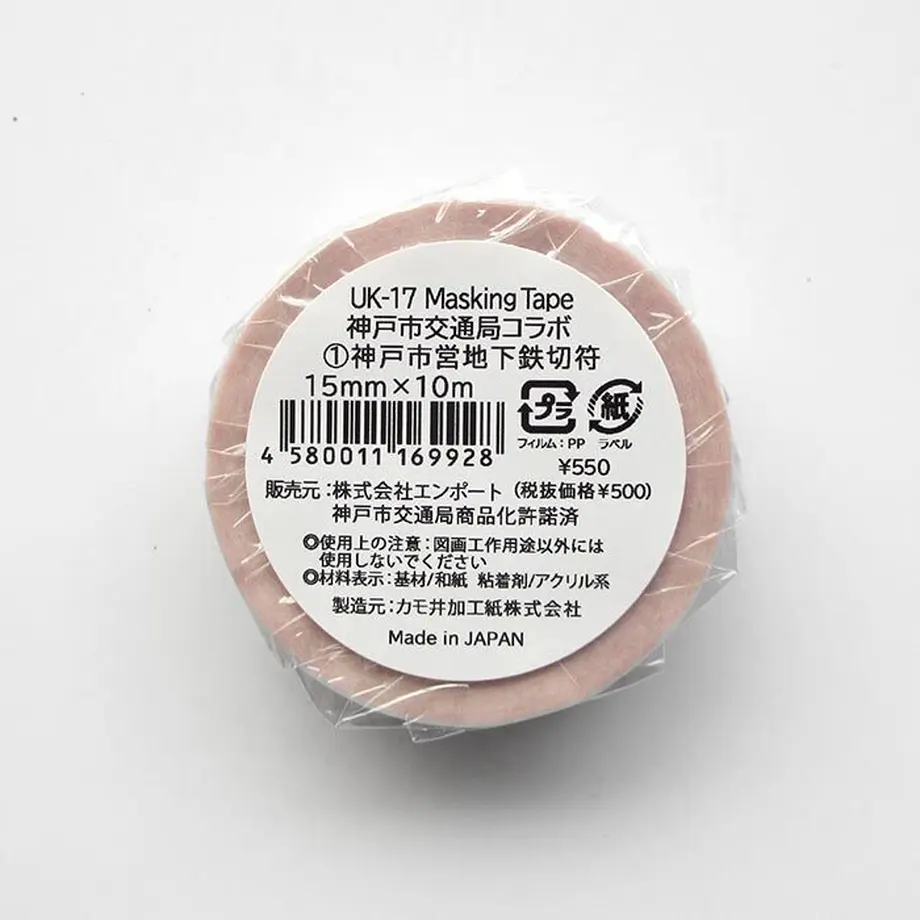 UK-17 Masking Tape
神戸市交通局コラボ
①神戸市営地下鉄切符
15mm×10m
プラ 紙
フィルム:PP ラベル
4 580011 169928
¥550
販売元:株式会社エンポート (税抜価格¥500)
神戸市交通局商品化許諾済
◎使用上の注意:図画工作用途以外には
使用しないでください
◎材料表示:基材/和紙 粘着剤/アクリル系
製造元:カモ井加工紙株式会社
Made in JAPAN